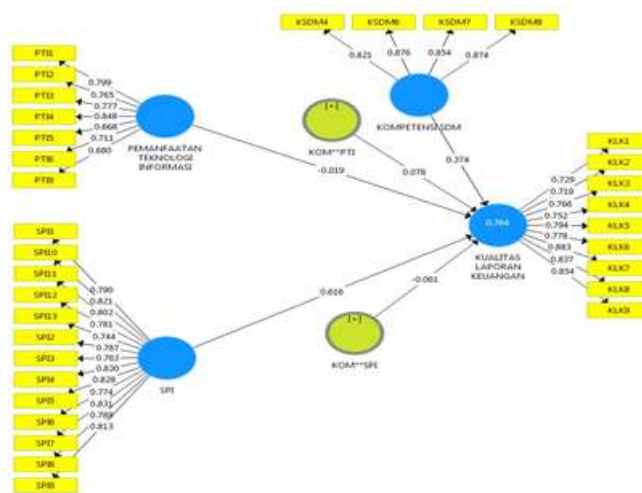 KSDM4
KSDM6
KSDM7
KSDM8
0.821
0.876
0.854
0.874
KOMPETENSI SDM
PTI1
PTI2
PTI3
PTI4
PTI5
PTI6
PTI9
0.799
0.765
0.777
0.848
0.668
0.711
0.680
PEMANFAATAN
TEKNOLOGI
INFORMASI
[+]
KOM**PTI
-0.019
0.078
0.274
KLK1
KLK2
KLK3
KLK4
KLK5
KLK6
KLK7
KLK8
KLK9
0.729
0.719
0.766
0.752
0.794
0.778
0.883
0.837
0.854
0.764
KUALITAS
LAPORAN
KEUANGAN
SPI1
SPI10
SPI11
SPI12
SPI13
SPI2
SPI3
SPI4
SPI5
SPI6
SPI7
SPI8
SPI9
0.790
0.821
0.802
0.781
0.744
0.787
0.763
0.820
0.828
0.774
0.831
0.789
0.813
SPI
0.616
-0.061
[+]
KOM**SPI